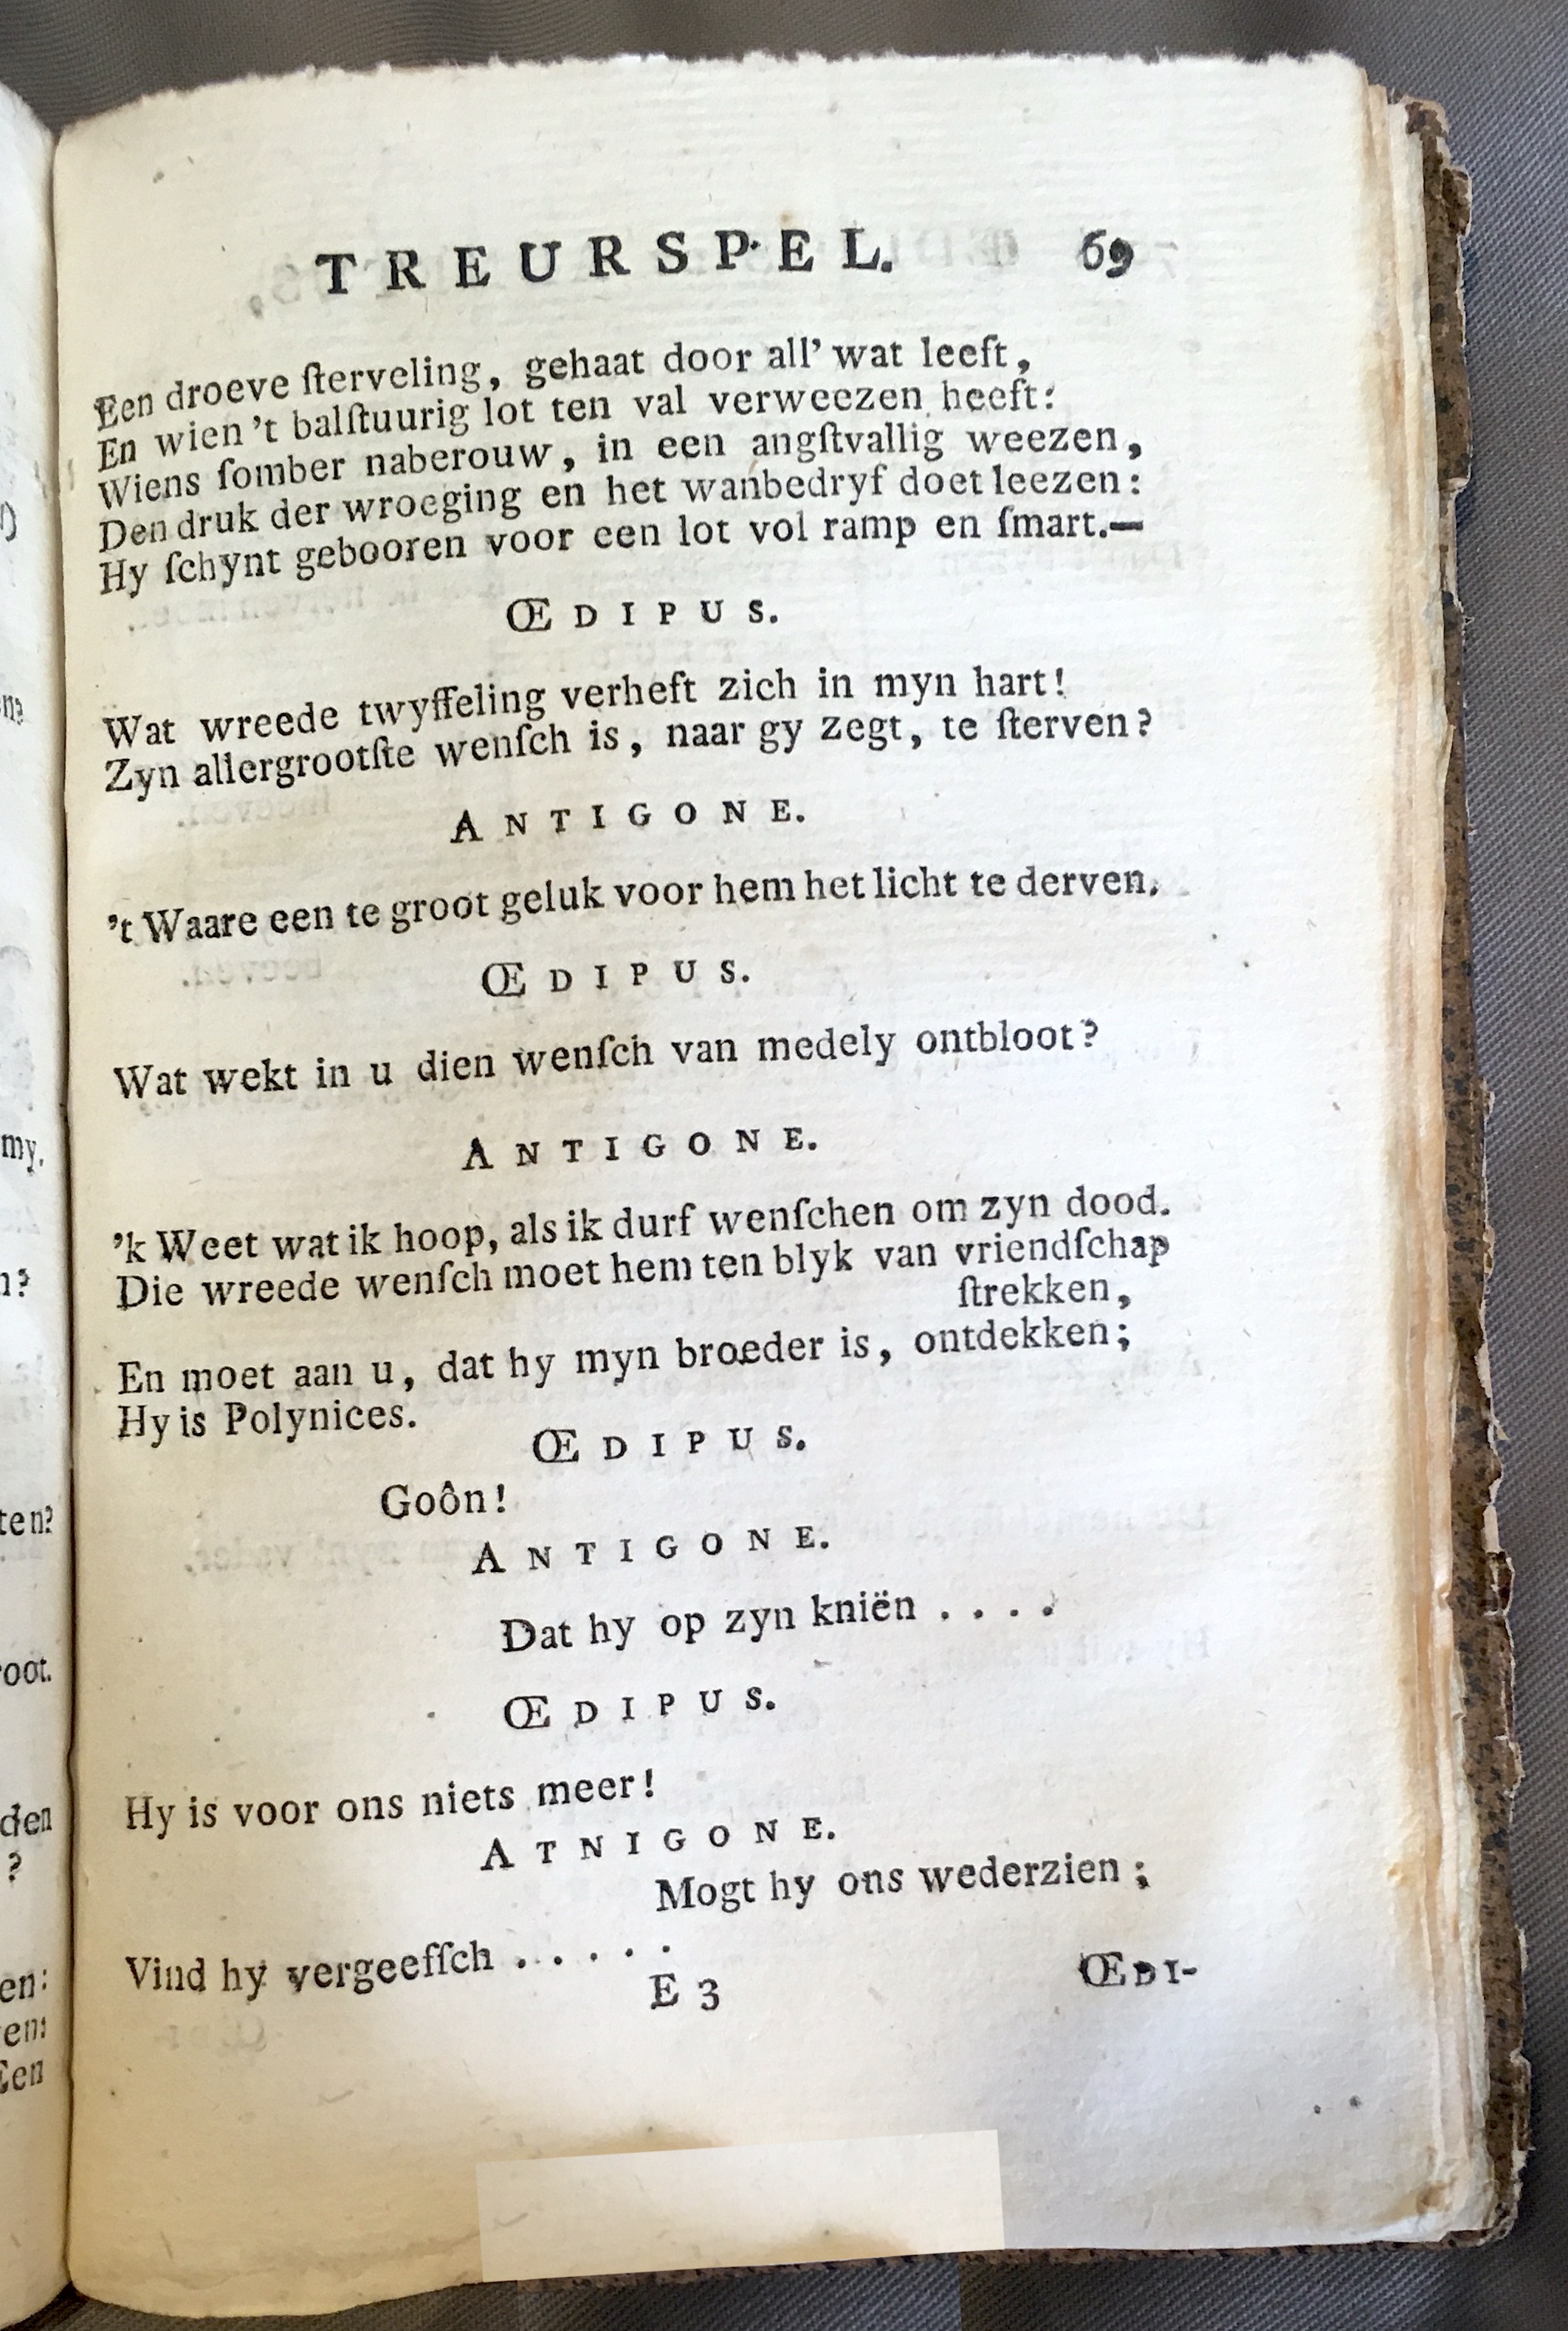 TREURSPEL. 69
Een droeve ſterveling, gehaat door all’ wat leeft,
En wien ’t balſtuurig lot ten val verweezen heeft:
Wiens ſomber naberouw, in een angſtvallig weezen,
Den druk der wroeging en het wanbedryf doet leezen:
Hy ſchynt gebooren voor een lot vol ramp en ſmart.—
ŒDIPUS.
Wat wreede twyffeling verheft zich in myn hart!
Zyn allergrootſte wenſch is, naar gy zegt, te ſterven?
ANTIGONE.
’t Waare een te groot geluk voor hem het licht te derven.
ŒDIPUS.
Wat wekt in u dien wenſch van medely ontbloot?
ANTIGONE.
’k Weet wat ik hoop, als ik durf wenſchen om zyn dood.
Die wreede wenſch moet hem ten blyk van vriendſchap
ſtrekken,
En moet aan u, dat hy myn broeder is, ontdekken;
Hy is Polynices.
ŒDIPUS.
Goôn!
ANTIGONE.
Dat hy op zyn kniën . . . .
ŒDIPUS.
Hy is voor ons niets meer!
ATNIGONE.
Mogt hy ons wederzien;
Vind hy vergeefſch . . . . .
E 3 ŒDI-
my.
n?
ten?
oot.
den
?
en:
en:
Een